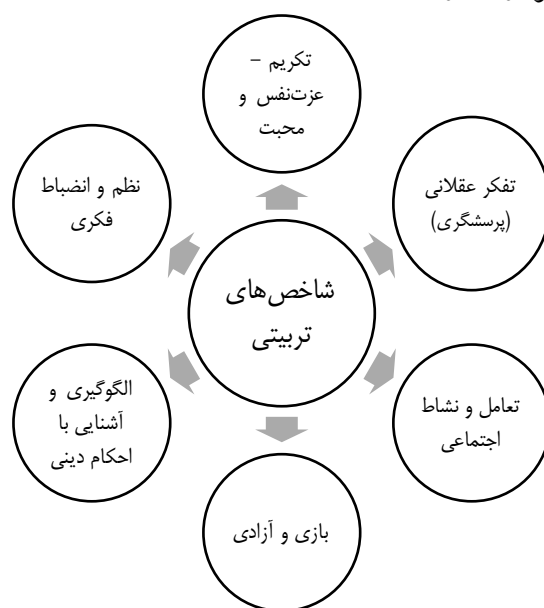 تکریم –
عزت‌نفس و
محبت
تفکر عقلانی
(پرسشگری)
نظم و انضباط
فکری
شاخص‌های
تربیتی
تعامل و نشاط
اجتماعی
الگوگیری و
آشنایی با
احکام دینی
بازی و آزادی